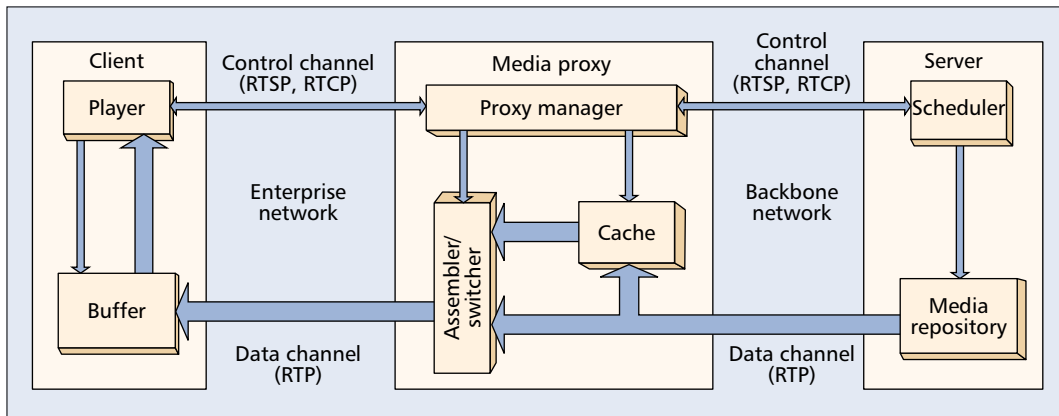 Client
Player
Buffer
Control channel
(RTSP, RTCP)
Enterprise
network
Data channel
(RTP)
Media proxy
Proxy manager
Assembler/
switcher
Cache
Control
channel
(RTSP, RTCP)
Backbone
network
Data channel
(RTP)
Server
Scheduler
Media
repository